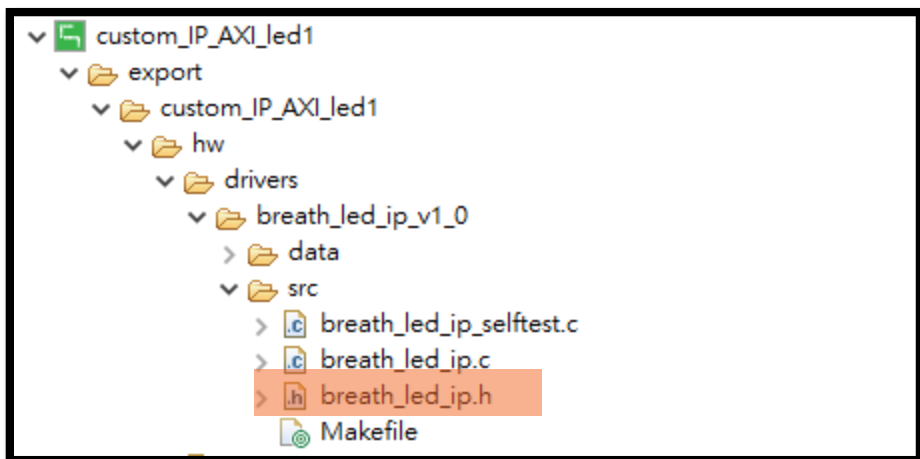 custom_IP_AXI_led1
export
custom_IP_AXI_led1
hw
drivers
breath_led_ip_v1_0
data
src
.c breath_led_ip_selftest.c
.c breath_led_ip.c
.h breath_led_ip.h
Makefile